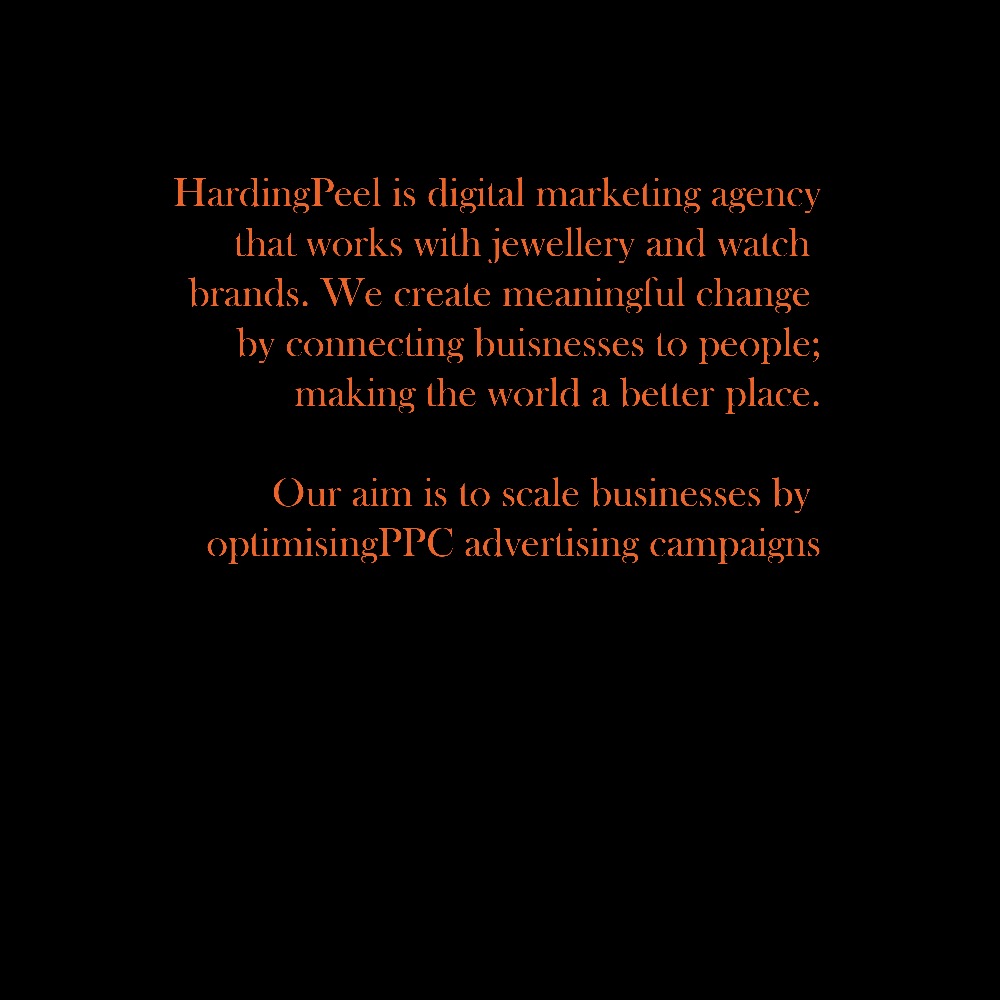 HardingPeel is digital marketing agency
that works with jewellery and watch
brands. We create meaningful change
by connecting buisnesses to people;
making the world a better place.
Our aim is to scale businesses by
optimisingPPC advertising campaigns